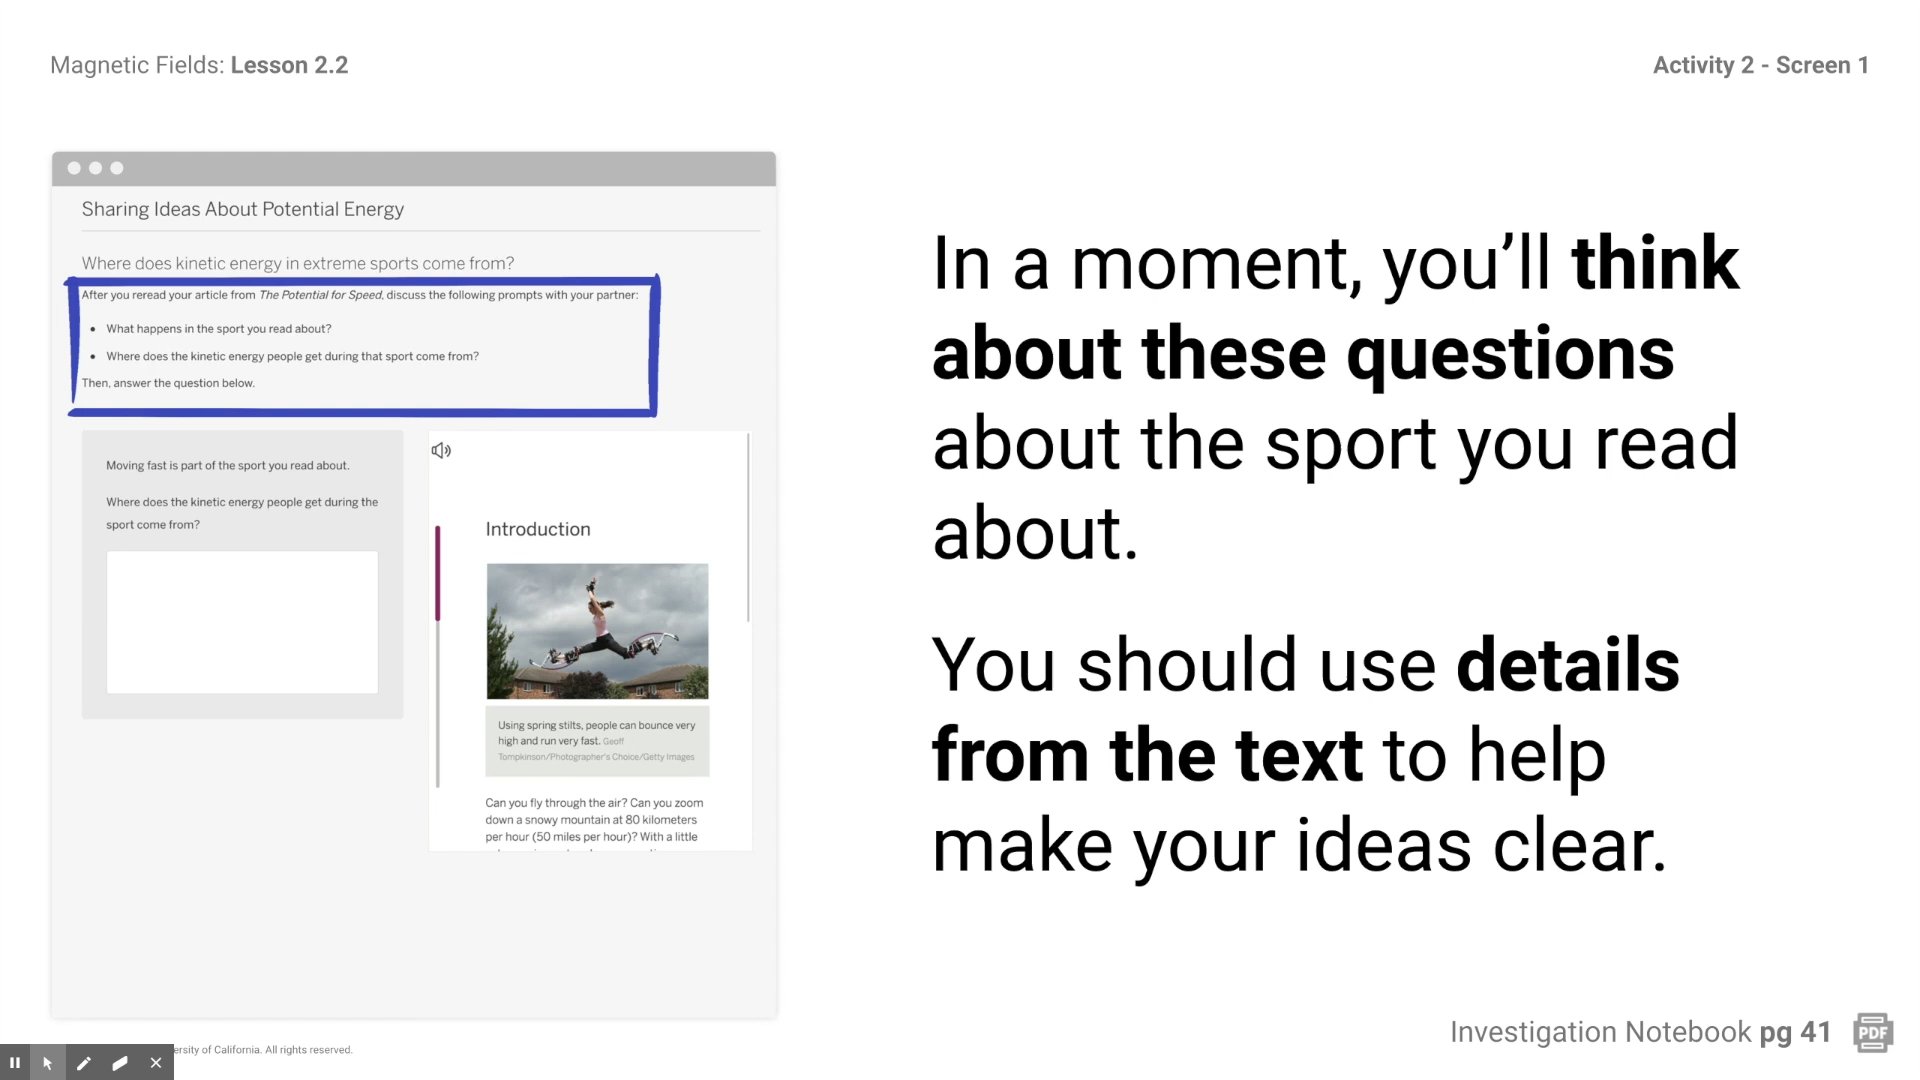 Magnetic Fields: Lesson 2.2
Activity 2 - Screen 1
Sharing Ideas About Potential Energy
Where does kinetic energy in extreme sports come from?
After you reread your article from The Potential for Speed, discuss the following prompts with your partner:
• What happens in the sport you read about?
• Where does the kinetic energy people get during that sport come from?
Then, answer the question below.
Moving fast is part of the sport you read about.
Where does the kinetic energy people get during the
sport come from?
Introduction
Using spring stilts, people can bounce very
high and run very fast. Geoff
Tompkinson/Photographer's Choice/Getty Images
Can you fly through the air? Can you zoom
down a snowy mountain at 80 kilometers
per hour (50 miles per hour)? With a little
In a moment, you’ll think
about these questions
about the sport you read
about.
You should use details
from the text to help
make your ideas clear.
Investigation Notebook pg 41
PDF
of California. All rights reserved.